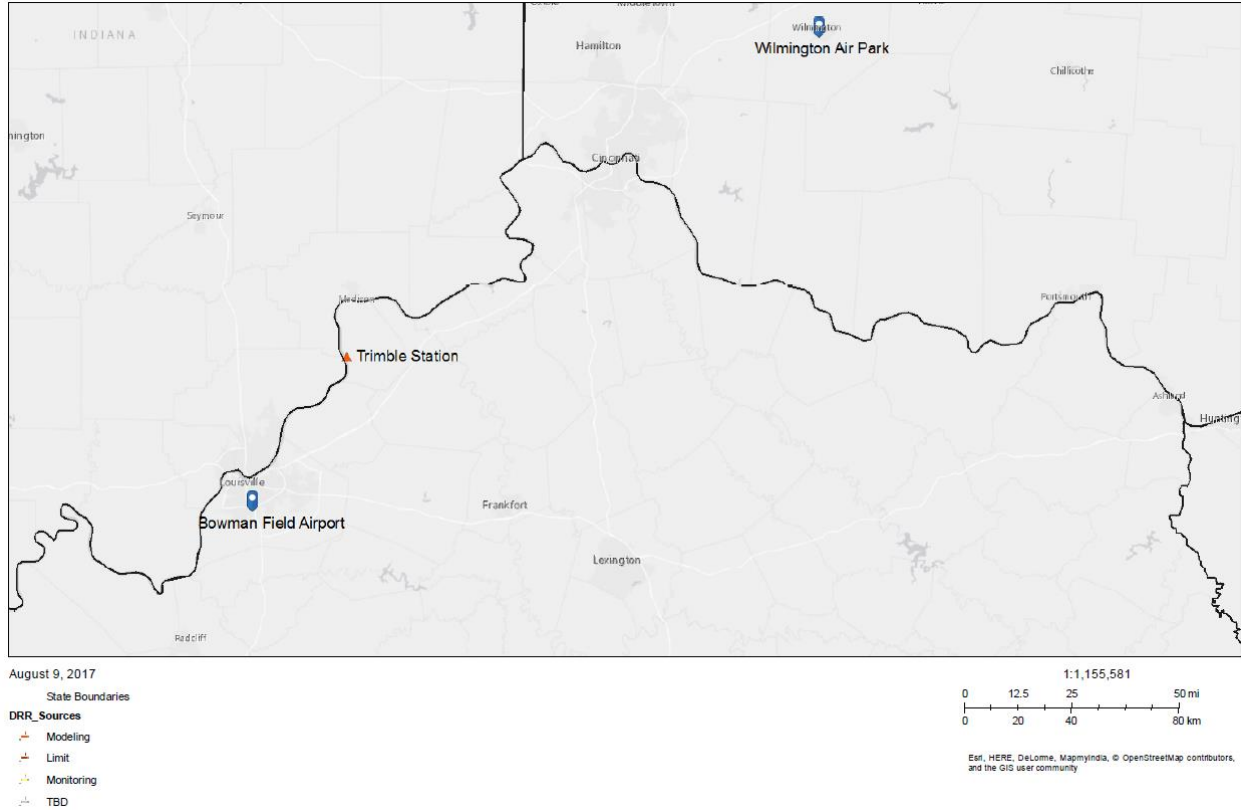 INDIANA
Hamilton
Wilmington
Wilmington Air Park
Chillicothe
mington
Cincinnati
Seymour
Madison
Portsmouth
Trimble Station
Ashland
Hunting
Louisville
Bowman Field Airport
Frankfort
Lexington
Radcliff
August 9, 2017
1:1,155,581
State Boundaries
0 12.5 25 50 mi
0 20 40 80 km
DRR_Sources
Modeling
Limit
Monitoring
TBD
Esri, HERE, DeLorme, MapmyIndia, © OpenStreetMap contributors,
and the GIS user community